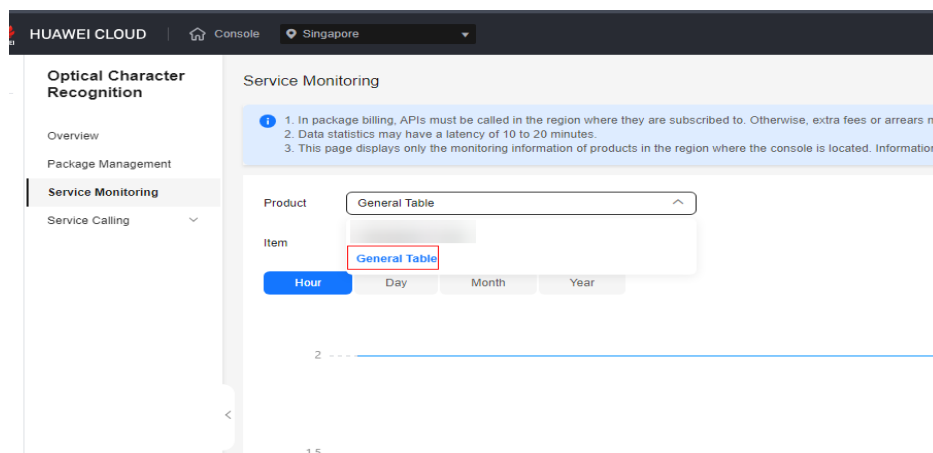 HUAWEI CLOUD
Console
Singapore
Optical Character
Recognition
Overview
Package Management
Service Monitoring
Service Calling
Service Monitoring
1. In package billing, APIs must be called in the region where they are subscribed to. Otherwise, extra fees or arrears
2. Data statistics may have a latency of 10 to 20 minutes.
3. This page displays only the monitoring information of products in the region where the console is located. Information
Product
General Table
Item
General Table
Hour
Day
Month
Year
2
1.5